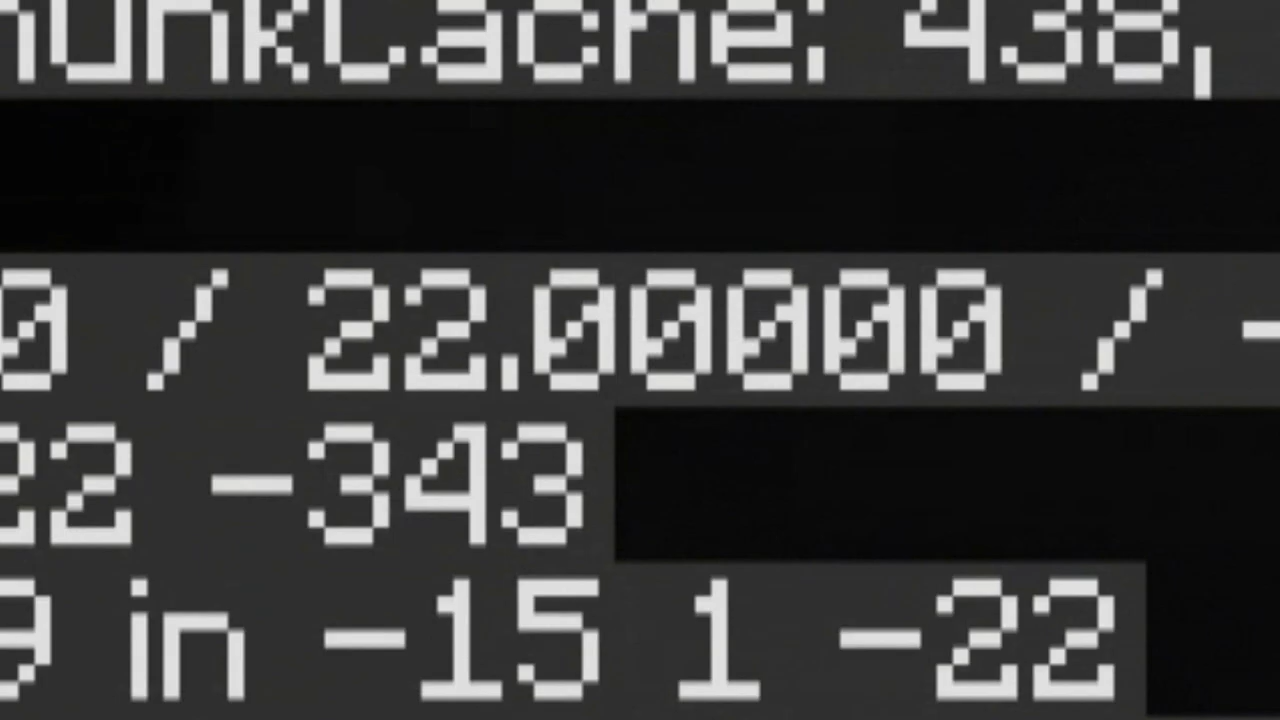 hunkCache: 438,
0 / 22.00000 / -
22 -343
9 in -15 1 -22